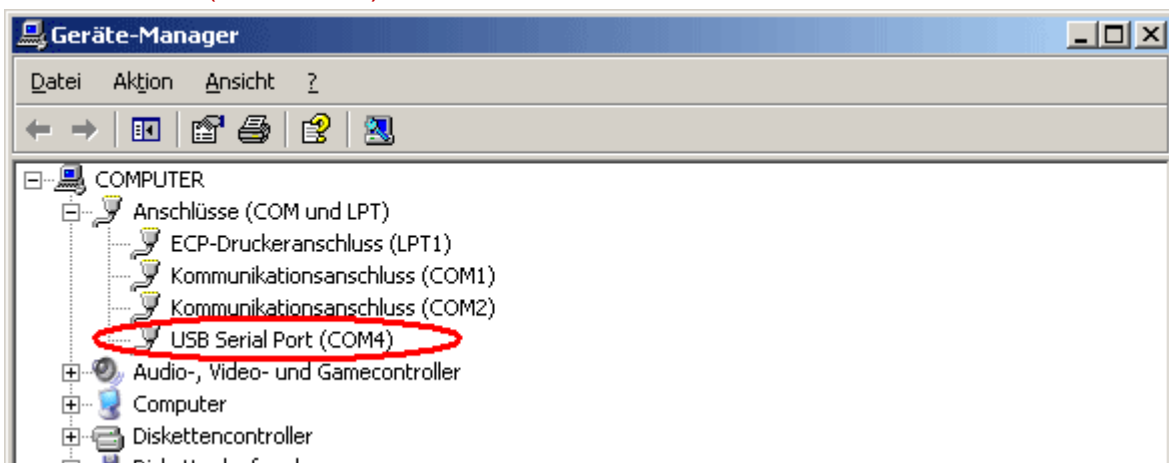 Geräte-Manager
Datei Aktion Ansicht ?
COMPUTER
Anschlüsse (COM und LPT)
ECP-Druckeranschluss (LPT1)
Kommunikationsanschluss (COM1)
Kommunikationsanschluss (COM2)
USB Serial Port (COM4)
Audio-, Video- und Gamecontroller
Computer
Diskettencontroller